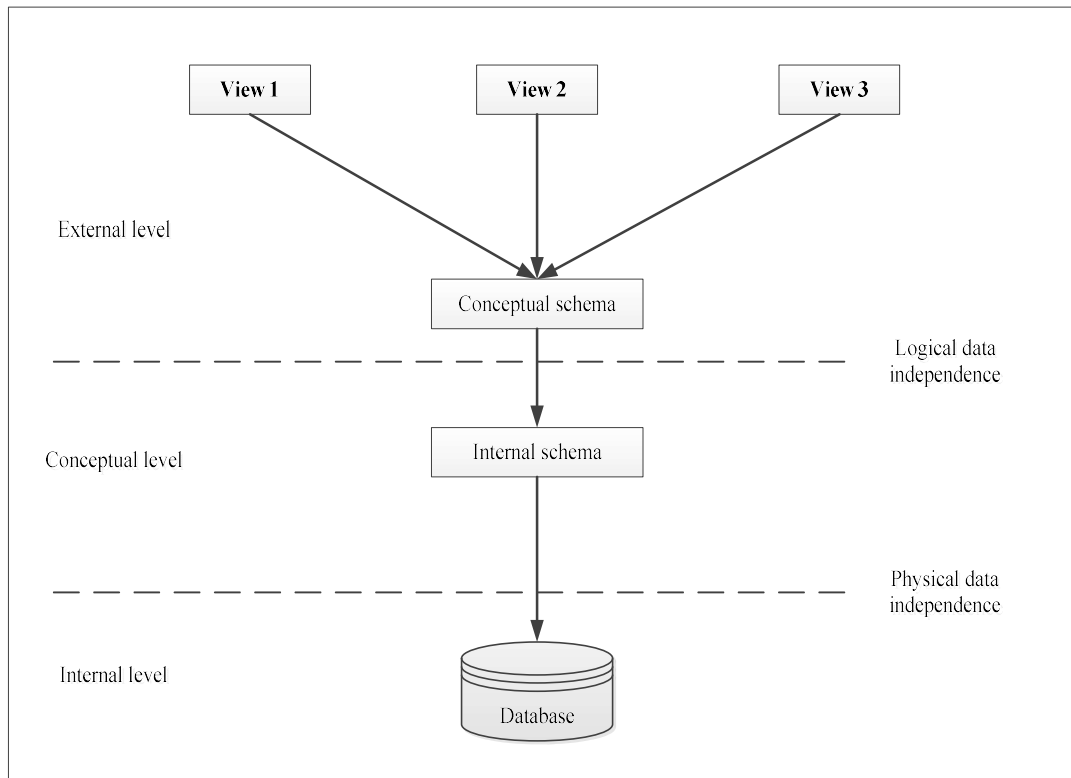 View 1
View 2
View 3
External level
Conceptual schema
Logical data
independence
Internal schema
Conceptual level
Physical data
independence
Internal level
Database